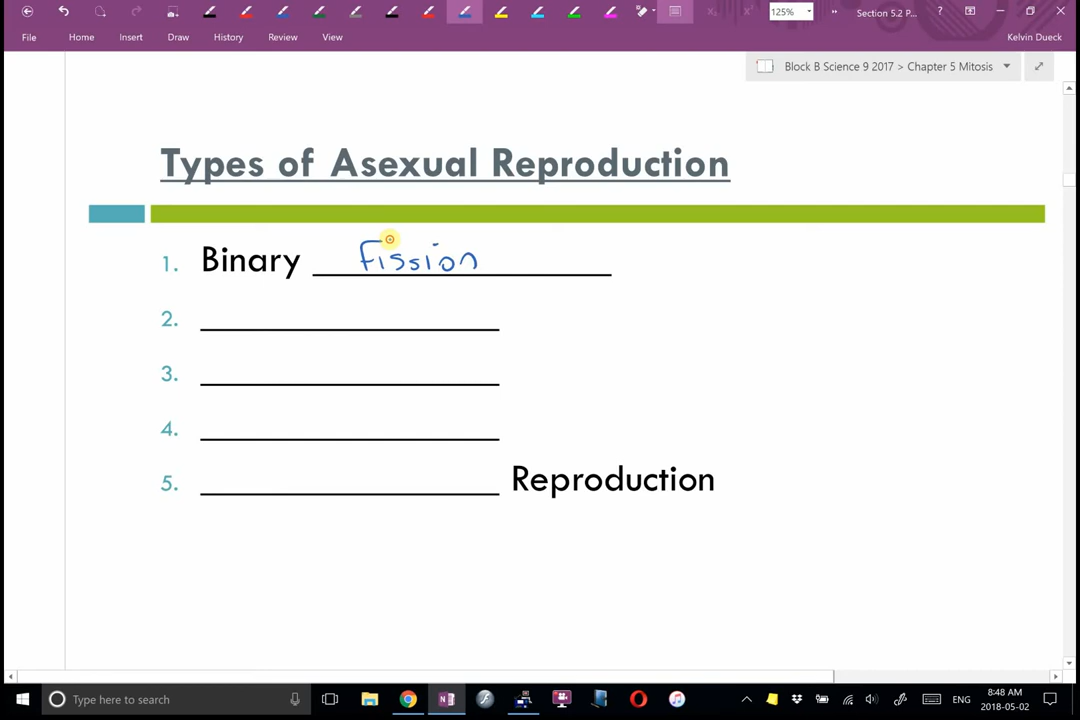 125%
Section 5.2 P...
?
File
Home
Insert
Draw
History
Review
View
Kelvin Dueck
Block B Science 9 2017 > Chapter 5 Mitosis
Types of Asexual Reproduction
1. Binary Fission
2.
3.
4.
5. Reproduction
Type here to search
ENG
8:48 AM
2018-05-02